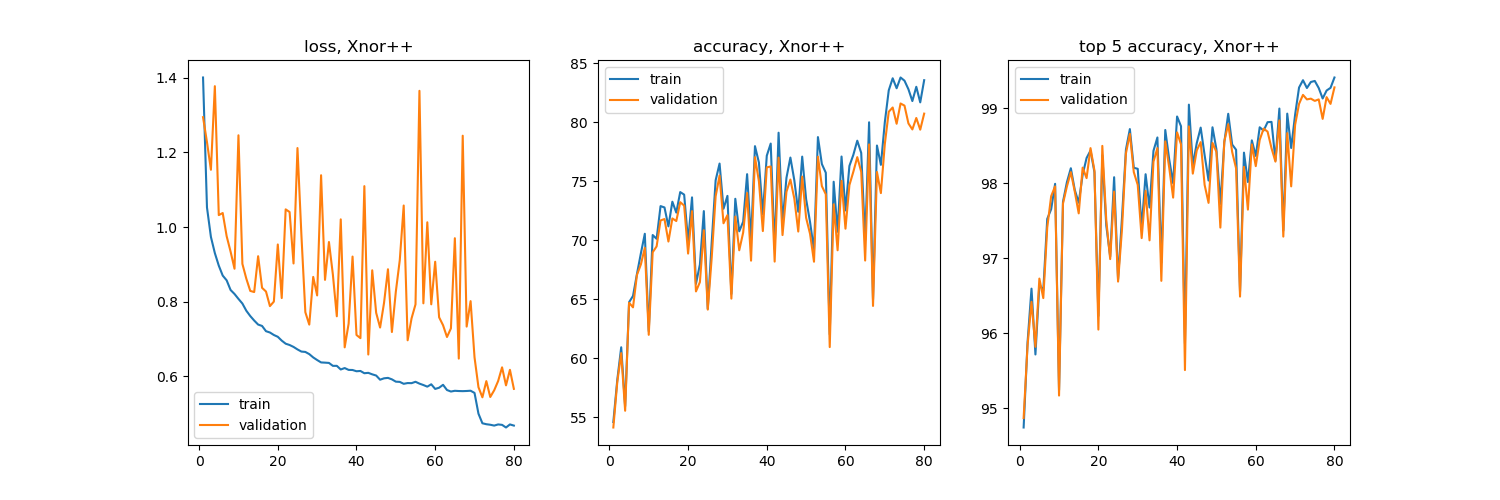 loss, Xnor++
1.4
1.2
1.0
0.8
0.6
train
validation
0 20 40 60 80
accuracy, Xnor++
85
80
75
70
65
60
55
train
validation
0 20 40 60 80
top 5 accuracy, Xnor++
99
98
97
96
95
train
validation
0 20 40 60 80